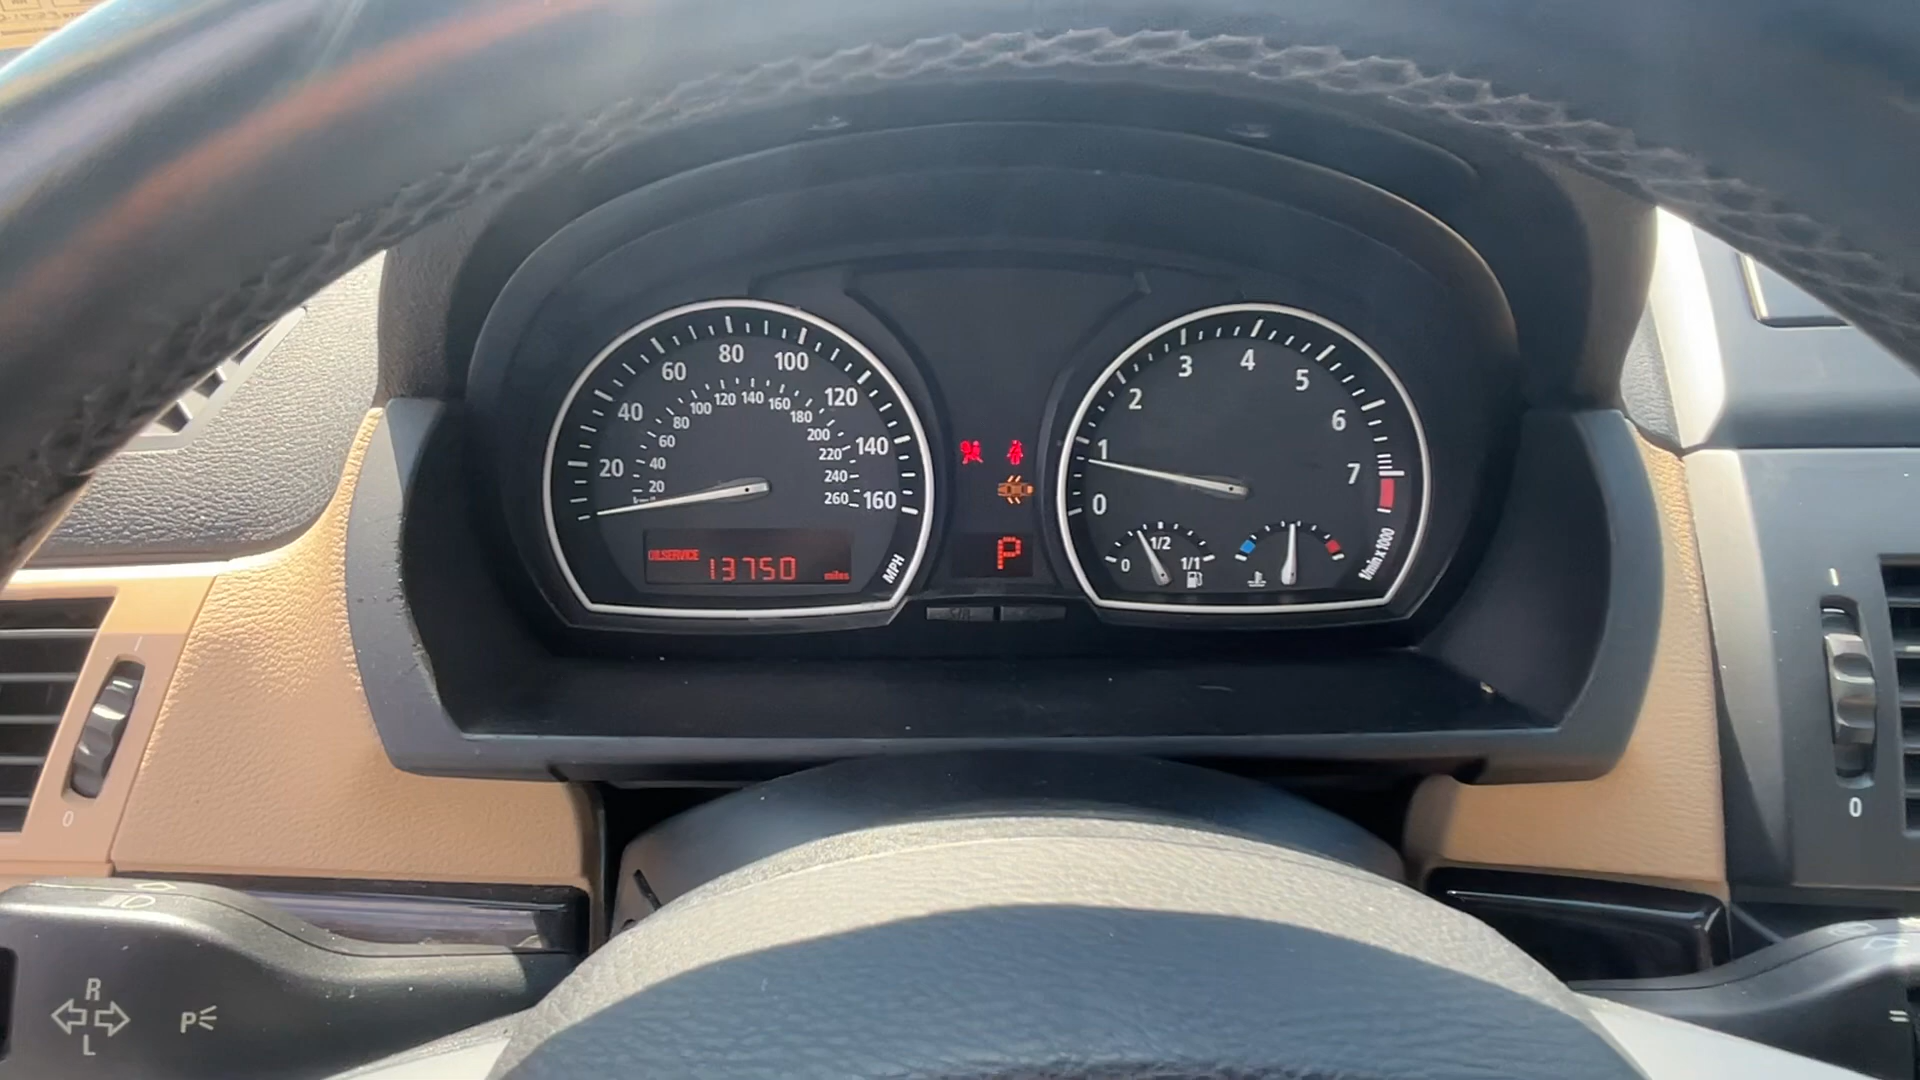 20 40 60 80 100 120 140 160
20 40 60 80 100 120 140 160 180 200 220 240 260
MPH
OILSERVICE
13750 miles
P
0 1 2 3 4 5 6 7
1/min x 1000
0 1/2 1/1
0
0
R
L
P